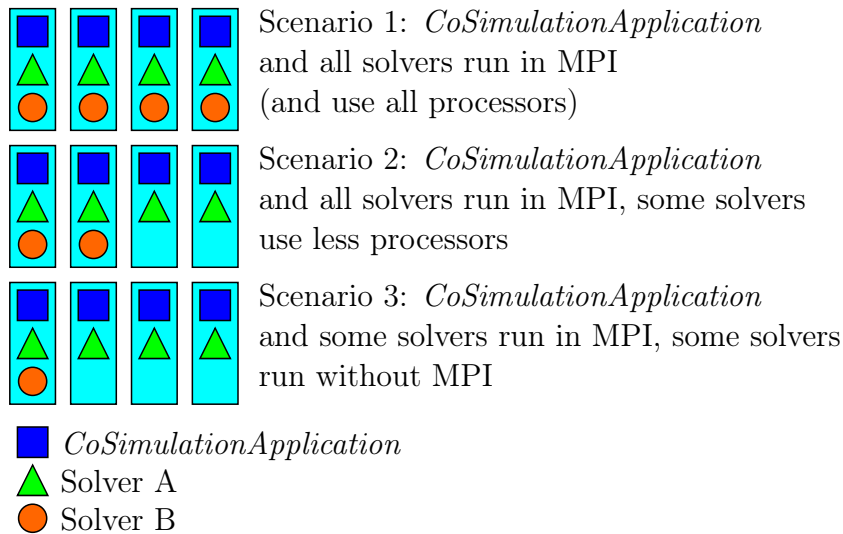 Scenario 1: CoSimulationApplication
and all solvers run in MPI
(and use all processors)
Scenario 2: CoSimulationApplication
and all solvers run in MPI, some solvers
use less processors
Scenario 3: CoSimulationApplication
and some solvers run in MPI, some solvers
run without MPI
CoSimulationApplication
Solver A
Solver B